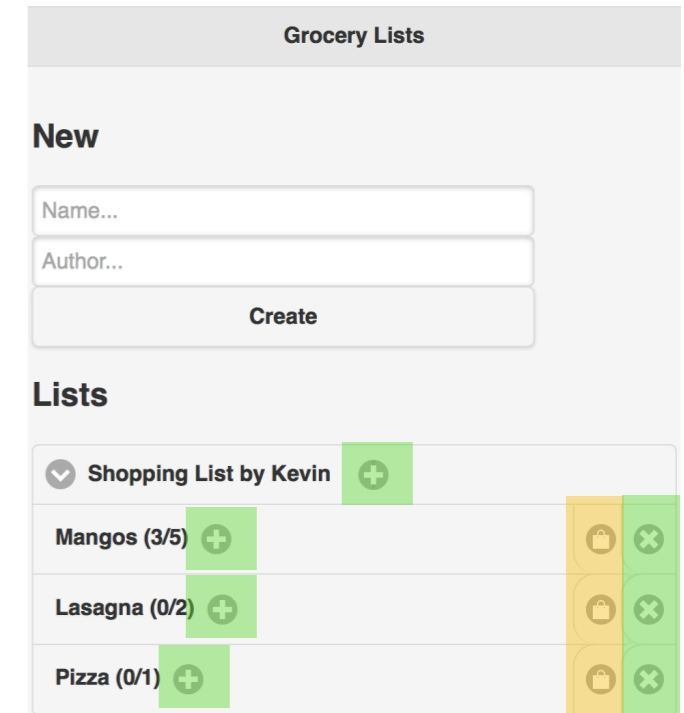 Grocery Lists
New
Name...
Author...
Create
Lists
Shopping List by Kevin
Mangos (3/5)
Lasagna (0/2)
Pizza (0/1)